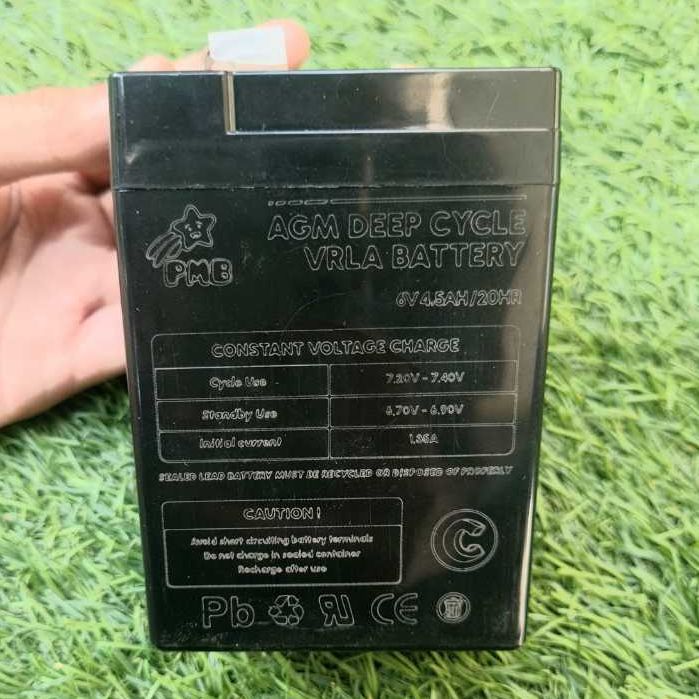 PMB
AGM DEEP CYCLE
VRLA BATTERY
6V4,5AH/20HR
CONSTANT VOLTAGE CHARGE
Cycle Use 7.20V - 7.40V
Standby Use 6.70V - 6.90V
Initial current 1.35A
SEALED LEAD BATTERY MUST BE RECYCLED OR DISPOSED OF PROPERLY
CAUTION!
Avoid short circuiting battery terminals
Do not charge in sealed container
Recharge after use
C
Pb RU CE